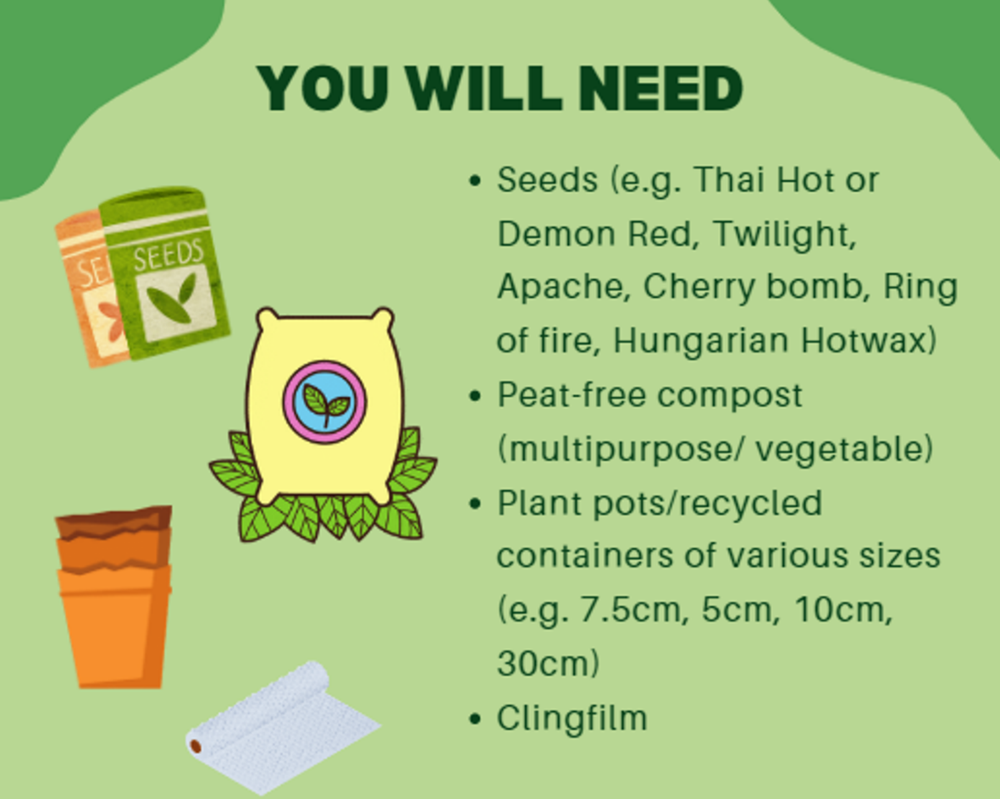 YOU WILL NEED
SEEDS
SE
• Seeds (e.g. Thai Hot or
Demon Red, Twilight,
Apache, Cherry bomb, Ring
of fire, Hungarian Hotwax)
• Peat-free compost
(multipurpose/ vegetable)
• Plant pots/recycled
containers of various sizes
(e.g. 7.5cm, 5cm, 10cm,
30cm)
• Clingfilm